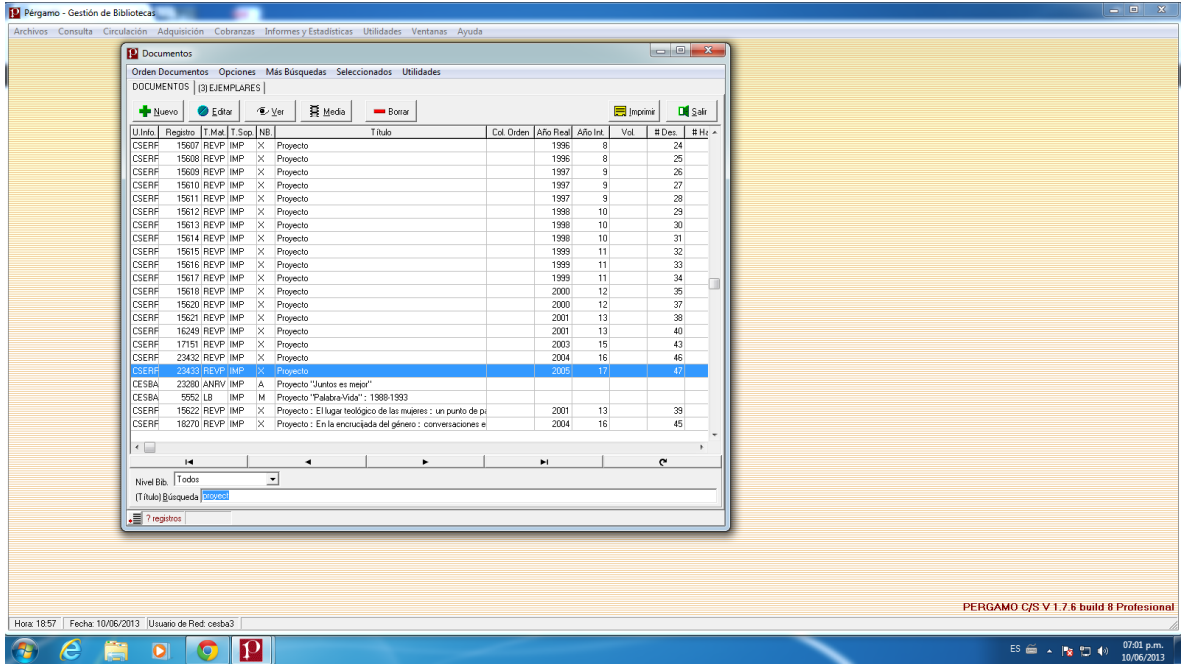 Pérgamo - Gestión de Bibliotecas
Archivos Consulta Circulación Adquisición Cobranzas Informes y Estadísticas Utilidades Ventanas Ayuda
Documentos
Orden Documentos Opciones Más Búsquedas Seleccionados Utilidades
DOCUMENTOS (3) EJEMPLARES
Nuevo Editar Ver Media Borrar Imprimir Salir
U.Info. Registro T.Mat. T.Sop. NB. Título Col. Orden Año Real Año Int. Vol. # Des. # Ha
CSERF 15607 REVP IMP X Proyecto 1996 8 24
CSERF 15608 REVP IMP X Proyecto 1996 8 25
CSERF 15609 REVP IMP X Proyecto 1997 9 26
CSERF 15610 REVP IMP X Proyecto 1997 9 27
CSERF 15611 REVP IMP X Proyecto 1997 9 28
CSERF 15612 REVP IMP X Proyecto 1998 10 29
CSERF 15613 REVP IMP X Proyecto 1998 10 30
CSERF 15614 REVP IMP X Proyecto 1998 10 31
CSERF 15615 REVP IMP X Proyecto 1999 11 32
CSERF 15616 REVP IMP X Proyecto 1999 11 33
CSERF 15617 REVP IMP X Proyecto 1999 11 34
CSERF 15618 REVP IMP X Proyecto 2000 12 35
CSERF 15620 REVP IMP X Proyecto 2000 12 37
CSERF 15621 REVP IMP X Proyecto 2001 13 38
CSERF 16249 REVP IMP X Proyecto 2001 13 40
CSERF 17151 REVP IMP X Proyecto 2003 15 43
CSERF 23432 REVP IMP X Proyecto 2004 16 46
CSERF 23433 REVP IMP X Proyecto 2005 17 47
CESBA 23280 ANRV IMP A Proyecto "Juntos es mejor"
CESBA 5552 LB IMP M Proyecto "Palabra-Vida" : 1988-1993
CSERF 15622 REVP IMP X Proyecto : El lugar teológico de las mujeres : un punto de pa 2001 13 39
CSERF 18270 REVP IMP X Proyecto : En la encrucijada del género : conversaciones e 2004 16 45
Nivel Bib. Todos
(Título) Búsqueda proyect
? registros
PERGAMO C/S V 1.7.6 build 8 Profesional
Hora: 18:57 Fecha: 10/06/2013 Usuario de Red: cesba3
ES 07:01 p.m.
10/06/2013